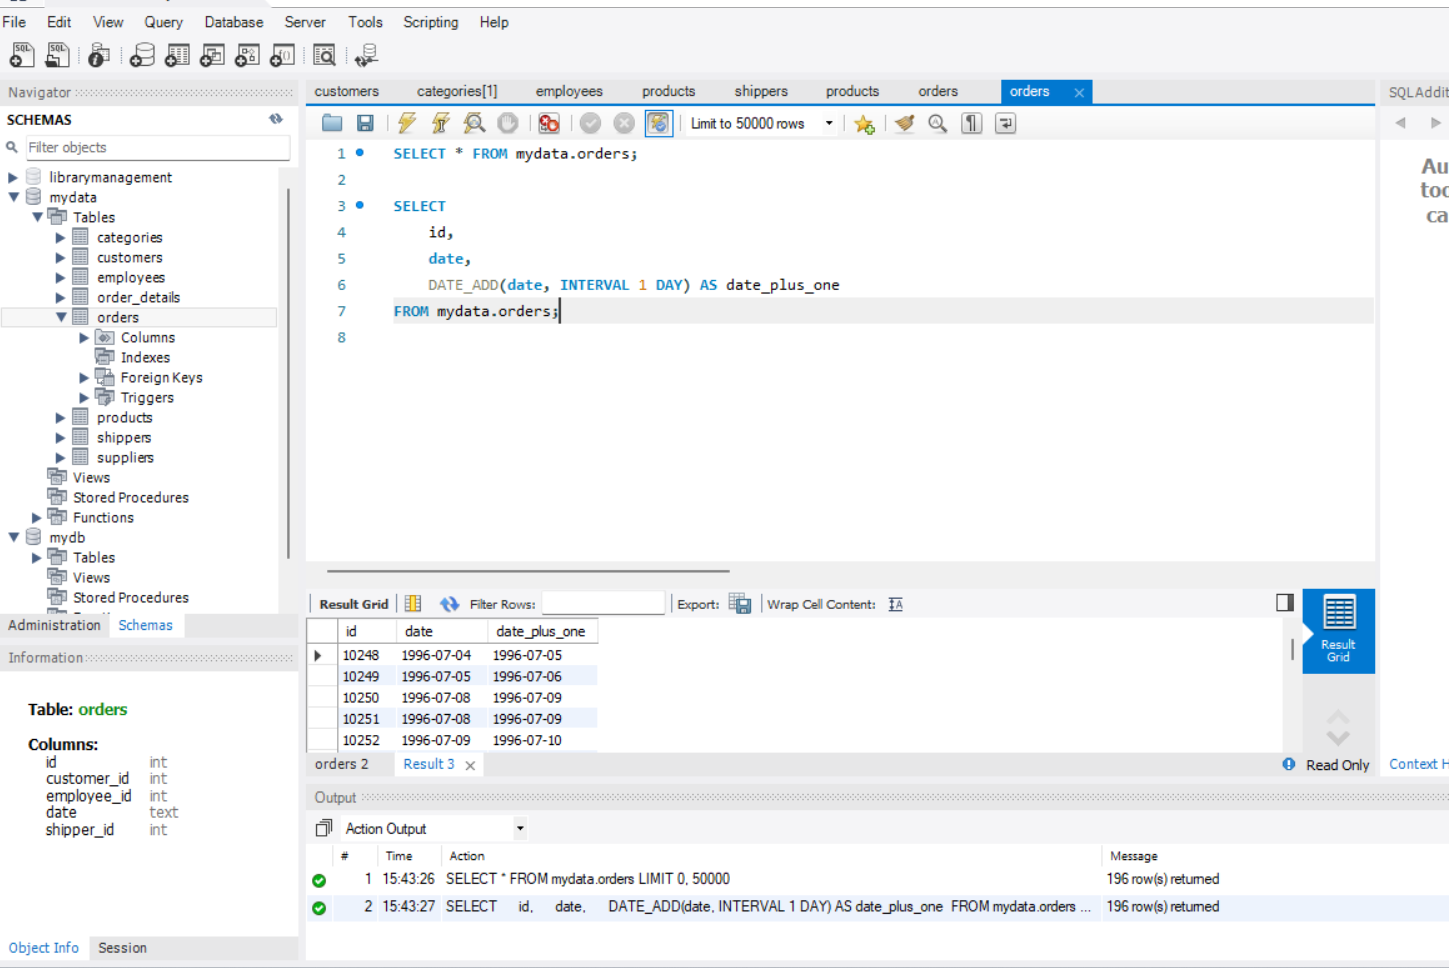 File Edit View Query Database Server Tools Scripting Help
Navigator
SCHEMAS
Filter objects
librarymanagement
mydata
Tables
categories
customers
employees
order_details
orders
Columns
Indexes
Foreign Keys
Triggers
products
shippers
suppliers
Views
Stored Procedures
Functions
mydb
Tables
Views
Stored Procedures
Administration Schemas
Information
Table: orders
Columns:
id int
customer_id int
employee_id int
date text
shipper_id int
Object Info Session
customers categories[1] employees products shippers products orders orders
Limit to 50000 rows
1 SELECT * FROM mydata.orders;
2
3 SELECT
4 id,
5 date,
6 DATE_ADD(date, INTERVAL 1 DAY) AS date_plus_one
7 FROM mydata.orders;
8
Result Grid Filter Rows: Export: Wrap Cell Content:
id date date_plus_one
10248 1996-07-04 1996-07-05
10249 1996-07-05 1996-07-06
10250 1996-07-08 1996-07-09
10251 1996-07-08 1996-07-09
10252 1996-07-09 1996-07-10
Result
Grid
orders 2 Result 3 Read Only
Output
Action Output
# Time Action Message
1 15:43:26 SELECT * FROM mydata.orders LIMIT 0, 50000 196 row(s) returned
2 15:43:27 SELECT id, date, DATE_ADD(date, INTERVAL 1 DAY) AS date_plus_one FROM mydata.orders ... 196 row(s) returned
SQLAddit
Au
too
ca
Context H